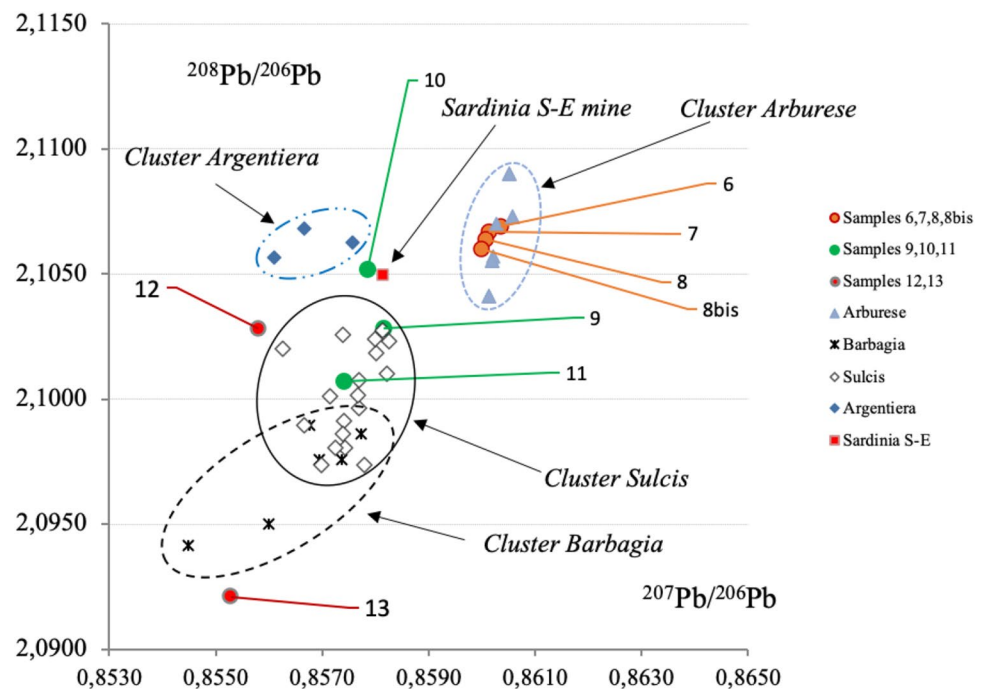 2,1150
208Pb/206Pb
10
Sardinia S-E mine
Cluster Arburese
2,1100
Cluster Argentiera
6
7
2,1050
8
8bis
12
9
11
2,1000
Cluster Sulcis
2,0950
Cluster Barbagia
207Pb/206Pb
13
2,0900
0,8530 0,8550 0,8570 0,8590 0,8610 0,8630 0,8650
Samples 6,7,8,8bis
Samples 9,10,11
Samples 12,13
Arburese
Barbagia
Sulcis
Argentiera
Sardinia S-E